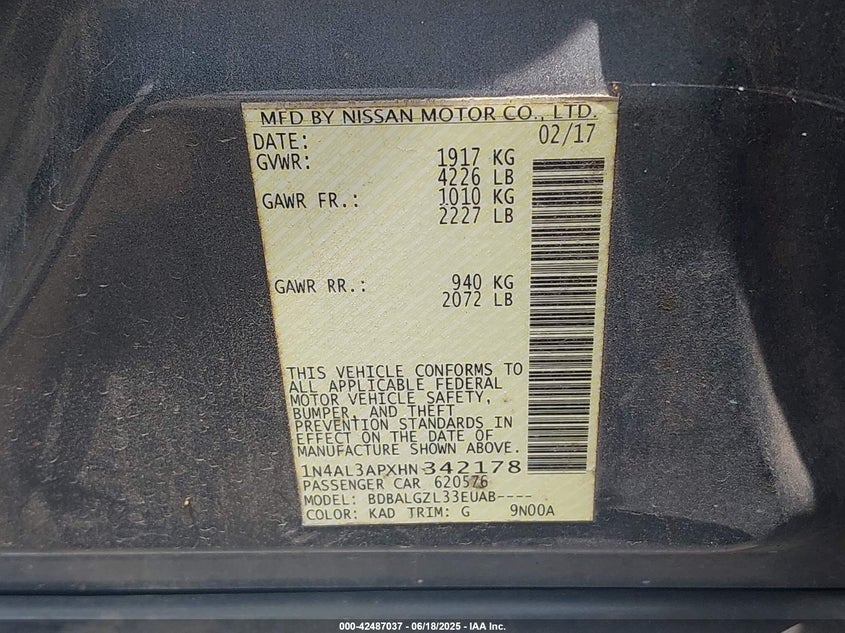 MFD BY NISSAN MOTOR CO., LTD.
DATE: 02/17
GVWR: 1917 KG
4226 LB
GAWR FR.: 1010 KG
2227 LB
GAWR RR.: 940 KG
2072 LB
THIS VEHICLE CONFORMS TO
ALL APPLICABLE FEDERAL
MOTOR VEHICLE SAFETY,
BUMPER, AND THEFT
PREVENTION STANDARDS IN
EFFECT ON THE DATE OF
MANUFACTURE SHOWN ABOVE.
1N4AL3APXHN342178
PASSENGER CAR 620576
MODEL: BDBALGZL33EUAB----
COLOR: KAD TRIM: G 9N00A
000-42487037 - 06/18/2025 - IAA Inc.